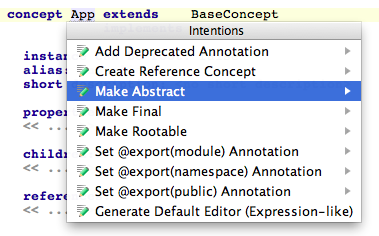 concept App extends BaseConcept
Intentions
instan
Add Deprecated Annotation
alias
Create Reference Concept
short
Make Abstract
proper
Make Final
<< ...
Make Rootable
childre
Set @export(module) Annotation
<< ...
Set @export(namespace) Annotation
refere
Set @export(public) Annotation
<< ...
Generate Default Editor (Expression-like)